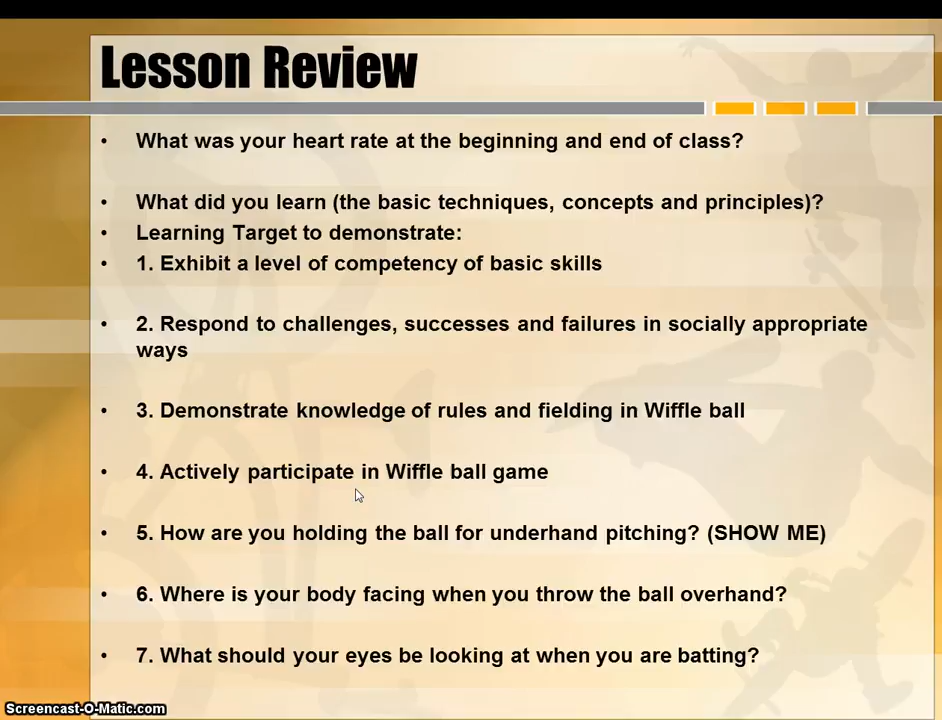 Lesson Review
• What was your heart rate at the beginning and end of class?
• What did you learn (the basic techniques, concepts and principles)?
• Learning Target to demonstrate:
• 1. Exhibit a level of competency of basic skills
• 2. Respond to challenges, successes and failures in socially appropriate
ways
• 3. Demonstrate knowledge of rules and fielding in Wiffle ball
• 4. Actively participate in Wiffle ball game
• 5. How are you holding the ball for underhand pitching? (SHOW ME)
• 6. Where is your body facing when you throw the ball overhand?
• 7. What should your eyes be looking at when you are batting?
Screencast-O-Matic.com